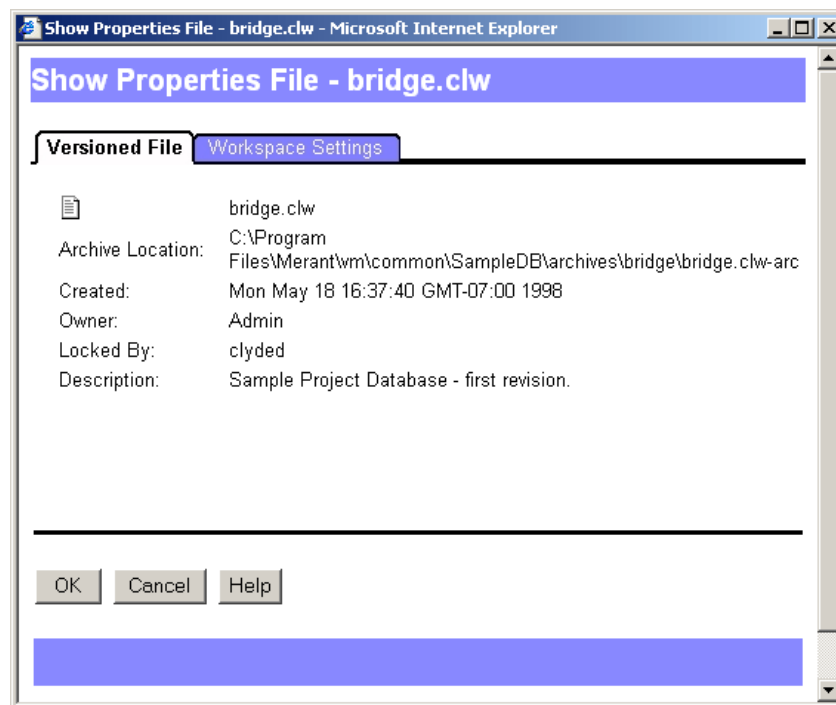 Show Properties File - bridge.clw - Microsoft Internet Explorer
Show Properties File - bridge.clw
Versioned File Workspace Settings
bridge.clw
Archive Location: C:\Program
Files\Merant\vm\common\SampleDB\archives\bridge\bridge.clw-arc
Created: Mon May 18 16:37:40 GMT-07:00 1998
Owner: Admin
Locked By: clyded
Description: Sample Project Database - first revision.
OK Cancel Help